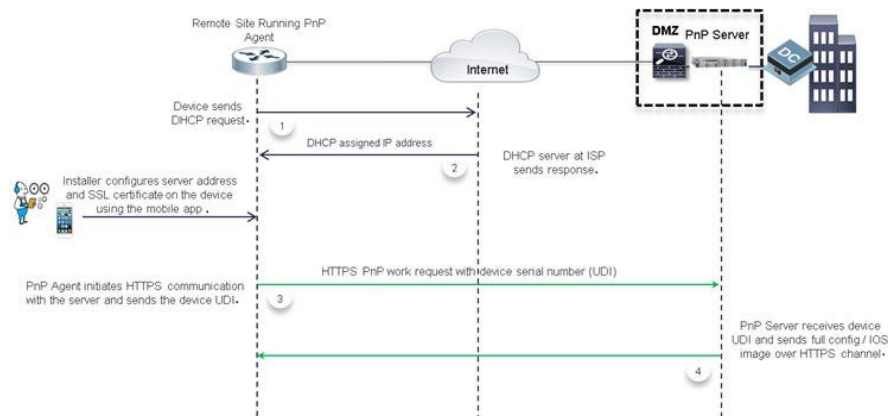 Remote Site Running PnP
Agent
Internet
DMZ
PnP Server
DC
Device sends
DHCP request.
1
DHCP assigned IP address
2
DHCP server at ISP
sends response.
Installer configures server address
and SSL certificate on the device
using the mobile app .
HTTPS PnP work request with device serial number (UDI)
PnP Agent initiates HTTPS communication
with the server and sends the device UDI.
3
PnP Server receives device
UDI and sends full config / IOS
image over HTTPS channel.
4